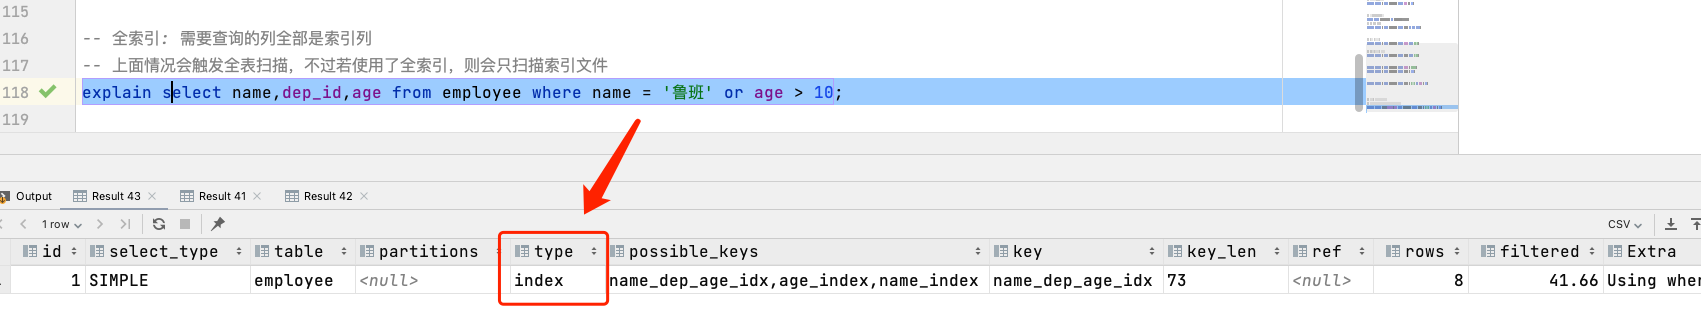 115
116 -- 全索引: 需要查询的列全部是索引列
117 -- 上面情况会触发全表扫描, 不过若使用了全索引, 则会只扫描索引文件
118 explain select name,dep_id,age from employee where name = '鲁班' or age > 10;
119
Output Result 43 Result 41 Result 42
1 row CSV
id select_type table partitions type possible_keys key key_len ref rows filtered Extra
1 SIMPLE employee <null> index name_dep_age_idx,age_index,name_index name_dep_age_idx 73 <null> 8 41.66 Using wher